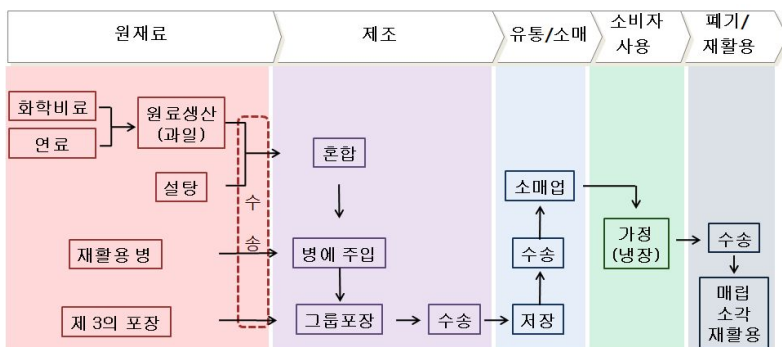 원재료
제조
유통/소매
소비자
사용
폐기/
재활용
화학비료
연료
원료생산
(과일)
설탕
재활용 병
제 3의 포장
수
송
혼합
병에 주입
그룹포장
수송
저장
수송
소매업
가정
(냉장)
수송
매립
소각
재활용